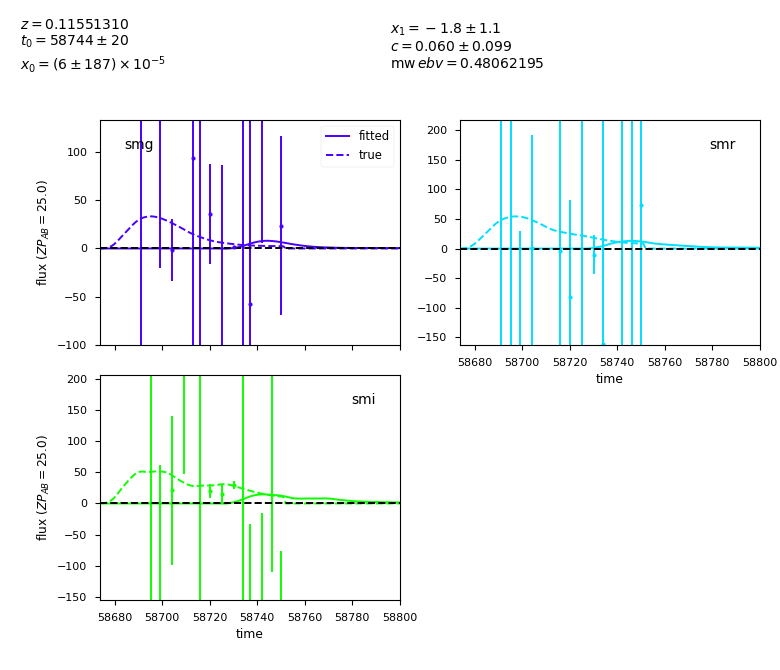 z = 0.11551310
t₀ = 58744 ± 20
x₀ = (6 ± 187) × 10⁻⁵
x₁ = −1.8 ± 1.1
c = 0.060 ± 0.099
mw ebv = 0.48062195
smg
fitted
true
100
50
0
−50
−100
flux (ZP_AB = 25.0)
smr
200
150
100
50
0
−50
−100
−150
58680 58700 58720 58740 58760 58780 58800
time
smi
200
150
100
50
0
−50
−100
−150
flux (ZP_AB = 25.0)
58680 58700 58720 58740 58760 58780 58800
time